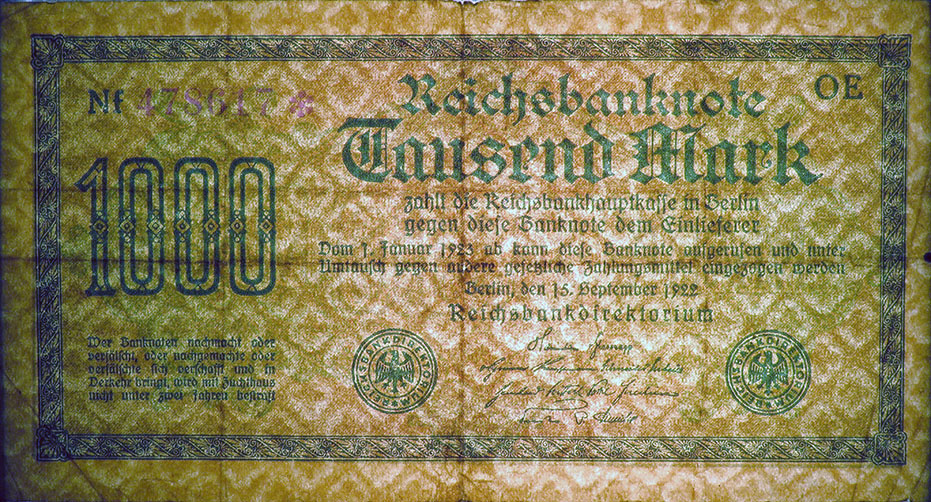 Nf 478617 *
OE
Reichsbanknote
Tausend Mark
1000
zahlt die Reichsbankhauptkasse in Berlin
gegen diese Banknote dem Einlieferer
Vom 1. Januar 1923 ab kann diese Banknote aufgerufen und unter
Umtausch gegen andere gesetzliche Zahlungsmittel eingezogen werden
Berlin, den 15. September 1922
Reichsbankdirektorium
Wer Banknoten nachmacht oder
verfälscht, oder nachgemachte oder
verfälschte sich verschafft und in
Verkehr bringt, wird mit Zuchthaus
nicht unter zwei Jahren bestraft
REICHSBANKDIREKTORIUM
REICHSBANKDIREKTORIUM